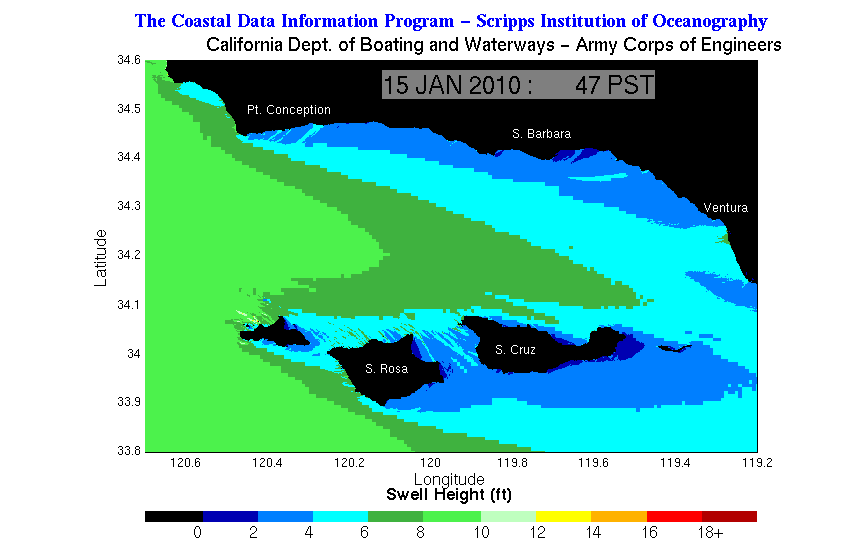 The Coastal Data Information Program – Scripps Institution of Oceanography
California Dept. of Boating and Waterways – Army Corps of Engineers
15 JAN 2010 : 47 PST
34.6
34.5
34.4
34.3
34.2
34.1
34
33.9
33.8
Latitude
Pt. Conception
S. Barbara
Ventura
S. Rosa
S. Cruz
120.6 120.4 120.2 120 119.8 119.6 119.4 119.2
Longitude
Swell Height (ft)
0 2 4 6 8 10 12 14 16 18+